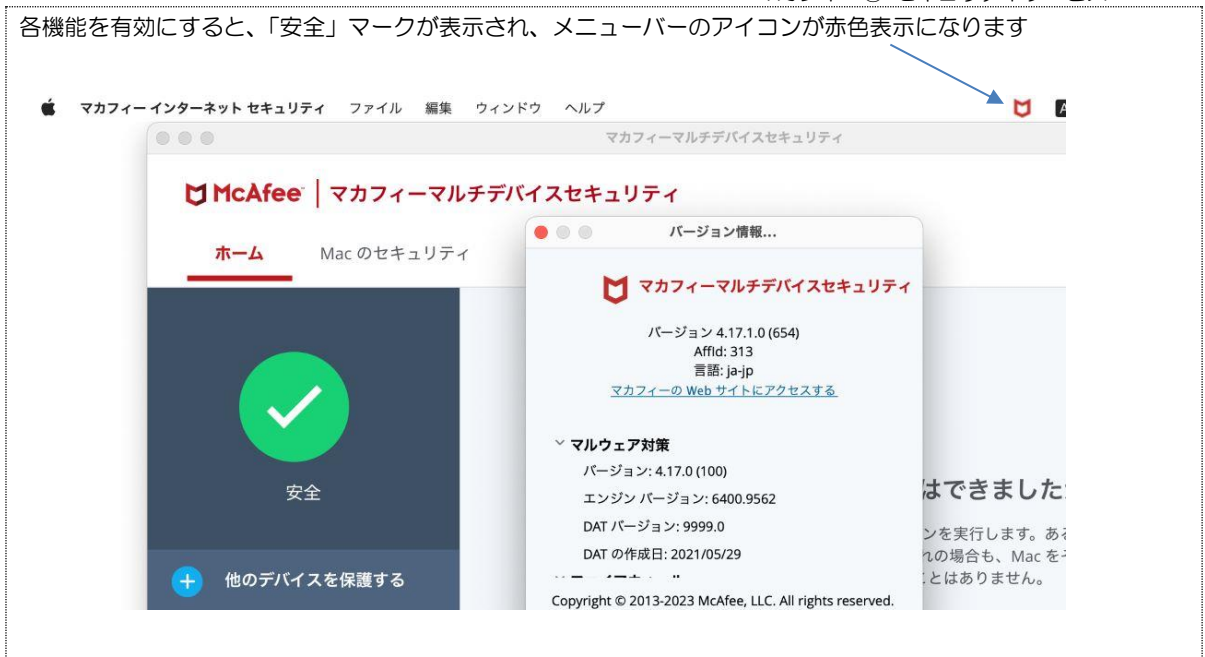 各機能を有効にすると、「安全」マークが表示され、メニューバーのアイコンが赤色表示になります
マカフィー インターネット セキュリティ ファイル 編集 ウィンドウ ヘルプ
A
マカフィーマルチデバイスセキュリティ
McAfee マカフィーマルチデバイスセキュリティ
ホーム Mac のセキュリティ
バージョン情報...
マカフィーマルチデバイスセキュリティ
バージョン 4.17.1.0 (654)
AffId: 313
言語: ja-jp
マカフィーの Web サイトにアクセスする
マルウェア対策
バージョン: 4.17.0 (100)
エンジン バージョン: 6400.9562
DAT バージョン: 9999.0
DAT の作成日: 2021/05/29
Copyright © 2013-2023 McAfee, LLC. All rights reserved.
安全
他のデバイスを保護する
はできました
ンを実行します。ある
れの場合も、Mac を
ことはありません。